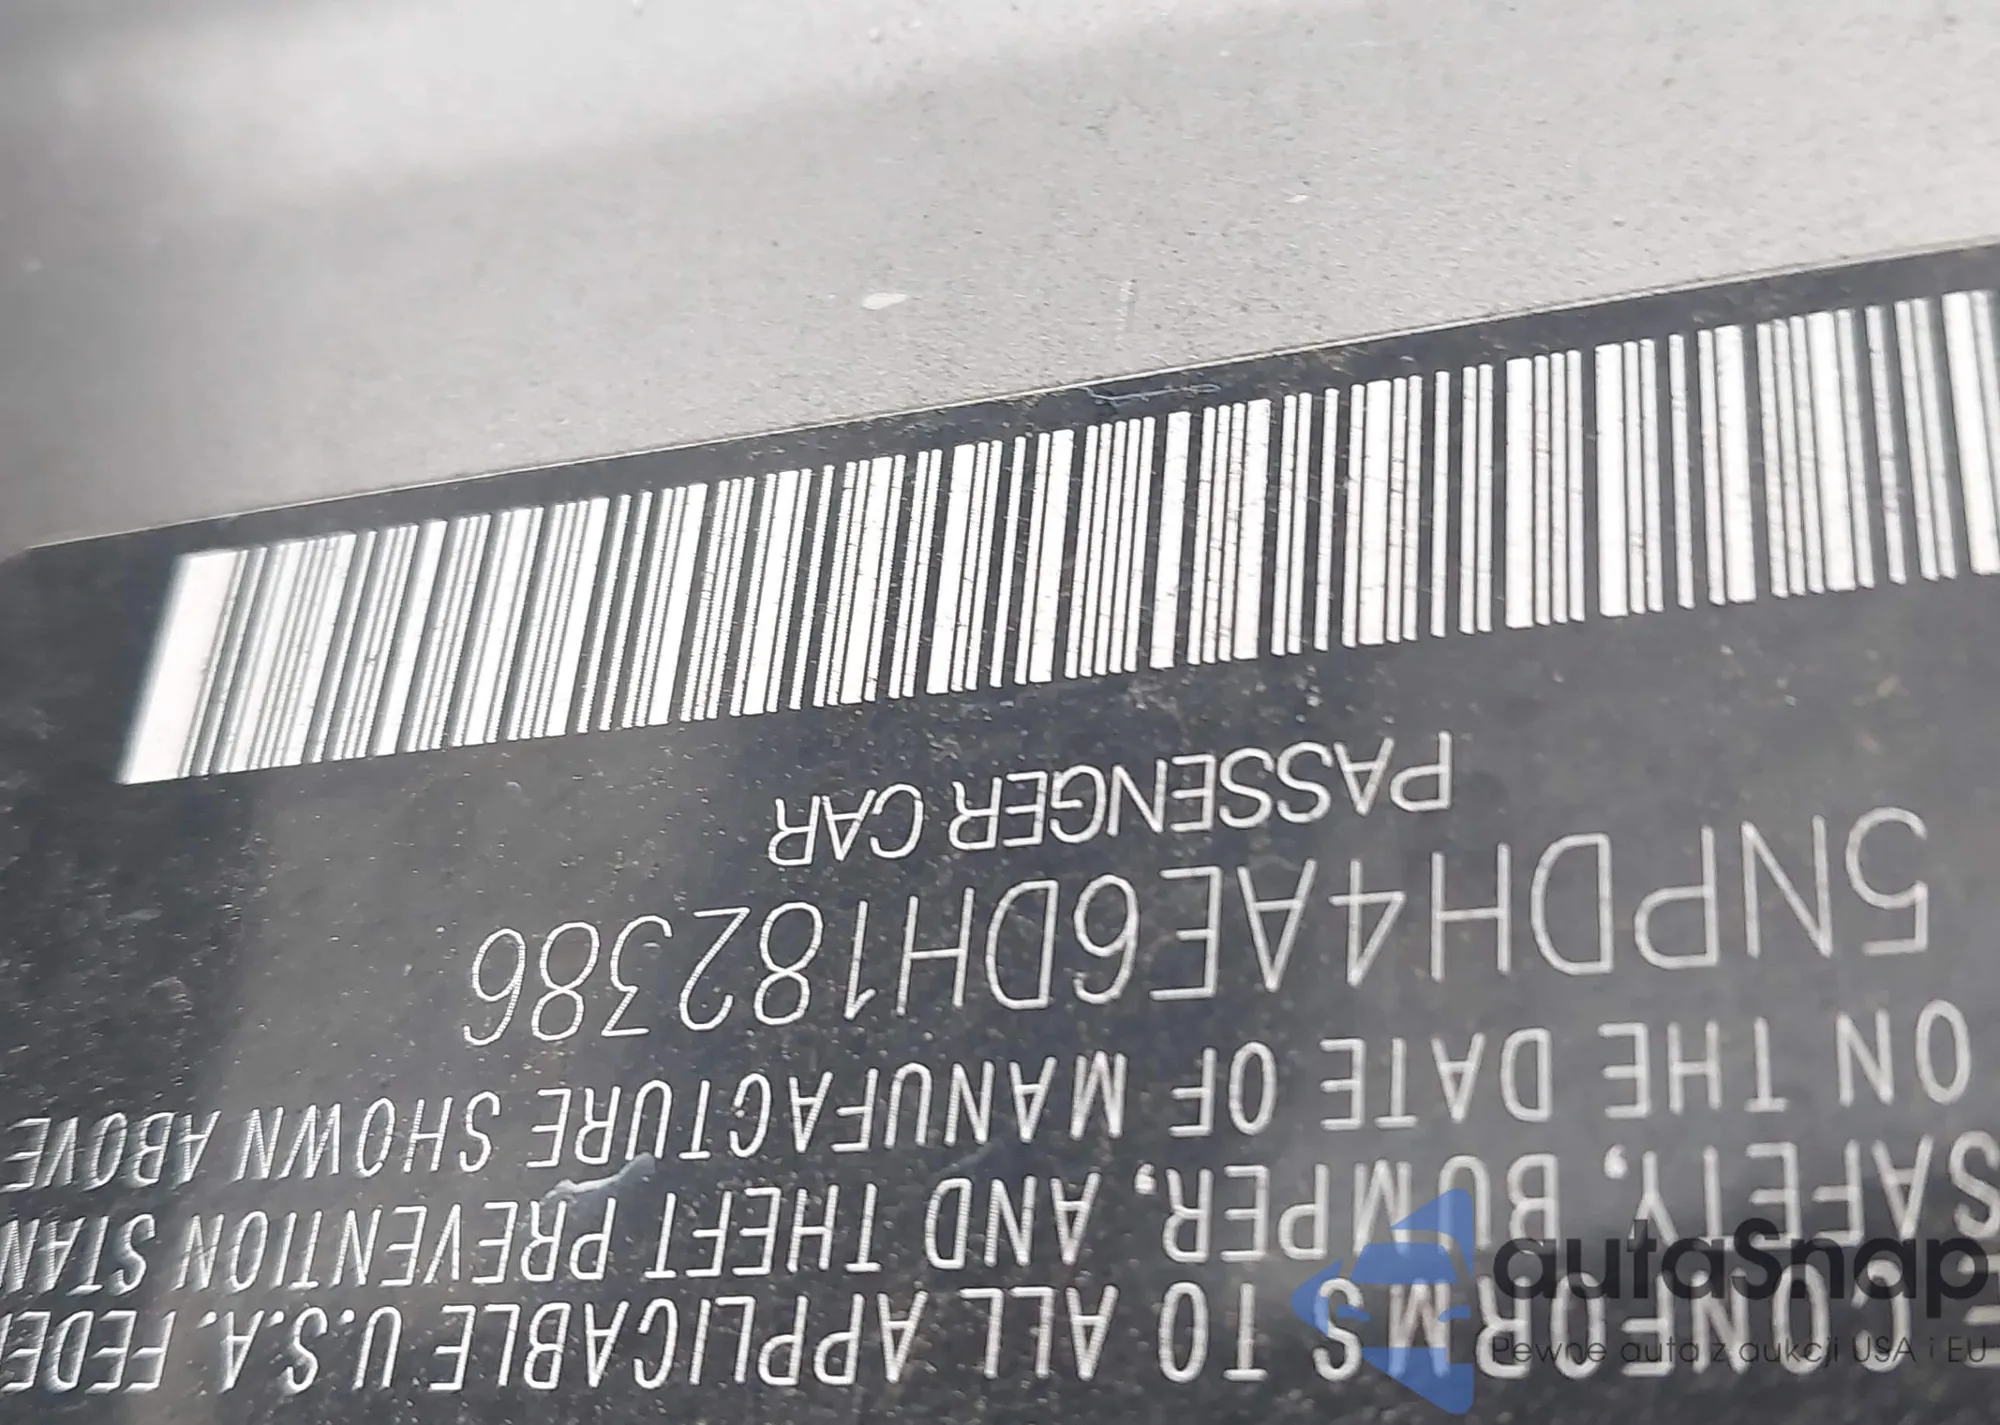 CONFORMS TO ALL APPLICABLE U.S.A. FEDE
SAFETY, BUMPER, AND THEFT PREVENTION STAN
ON THE DATE OF MANUFACTURE SHOWN ABOVE
5NPDH4AE6DH182386
PASSENGER CAR
autaSnap
Pewne auta z aukcji USA i EU